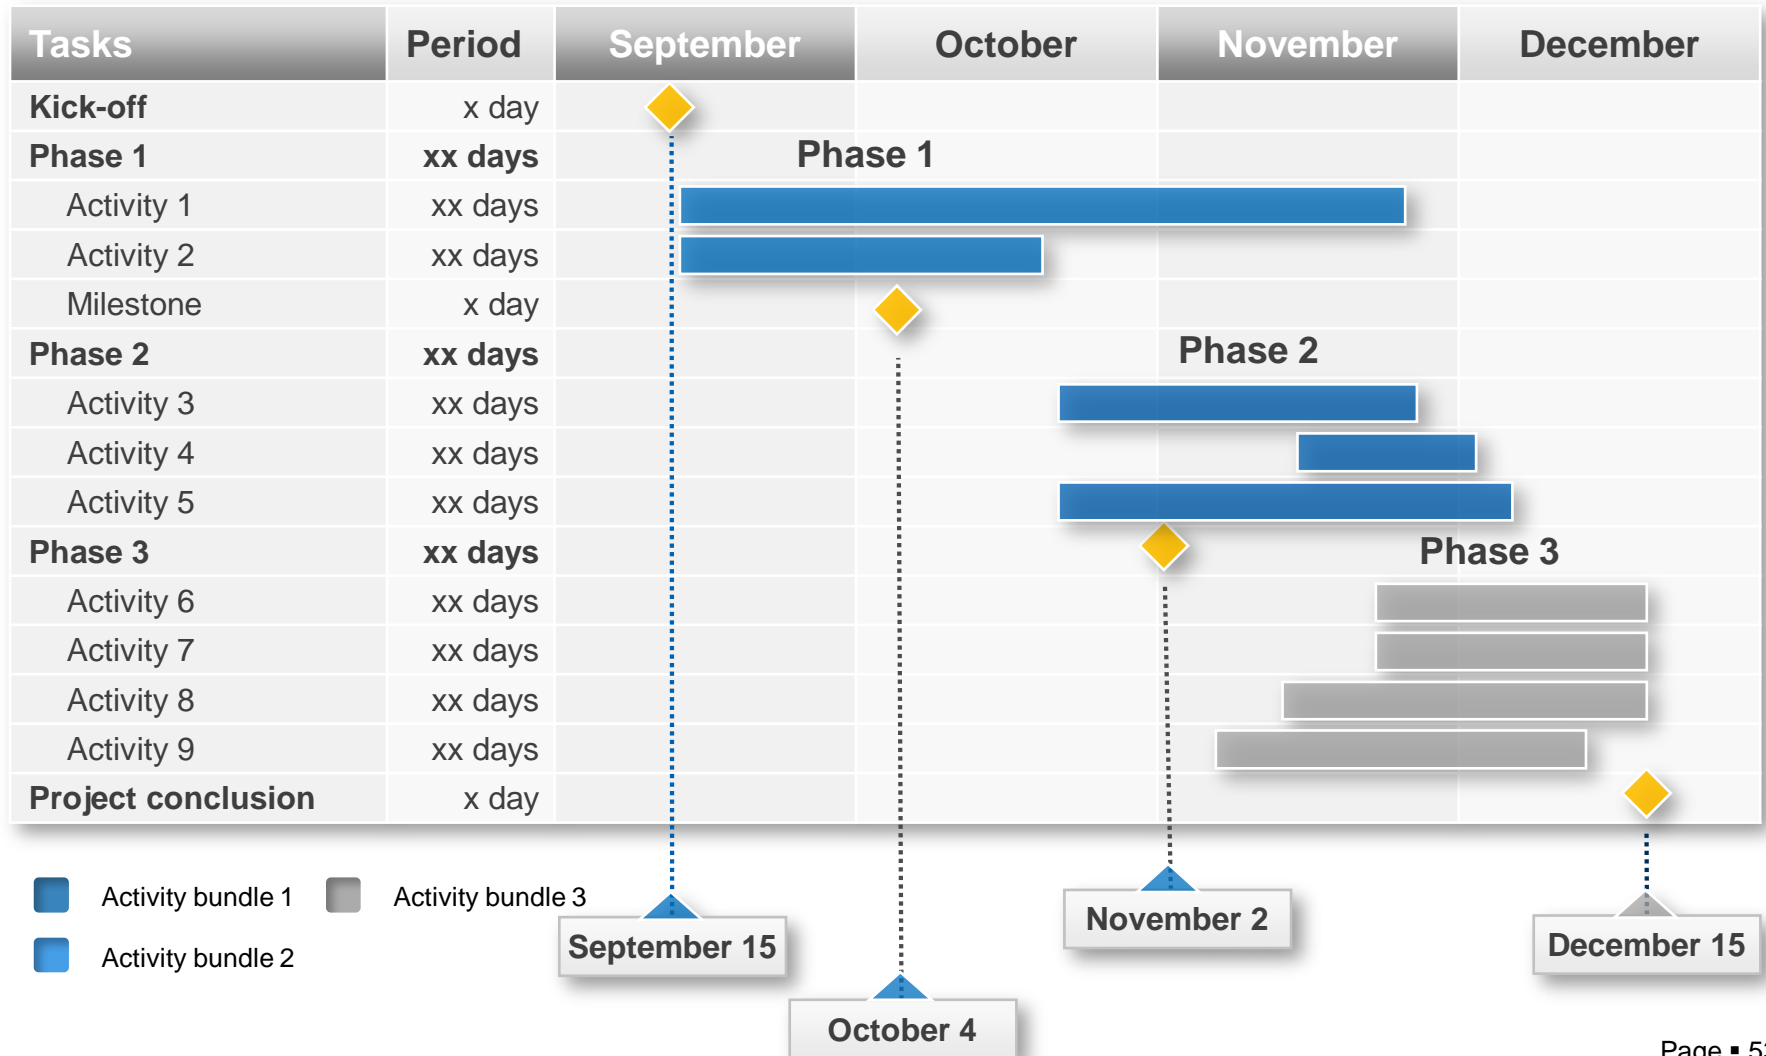 Tasks Period September October November December
Kick-off x day
Phase 1 xx days Phase 1
Activity 1 xx days
Activity 2 xx days
Milestone x day
Phase 2 xx days Phase 2
Activity 3 xx days
Activity 4 xx days
Activity 5 xx days
Phase 3 xx days Phase 3
Activity 6 xx days
Activity 7 xx days
Activity 8 xx days
Activity 9 xx days
Project conclusion x day
Activity bundle 1 Activity bundle 3
Activity bundle 2
September 15
October 4
November 2
December 15
Page ▪